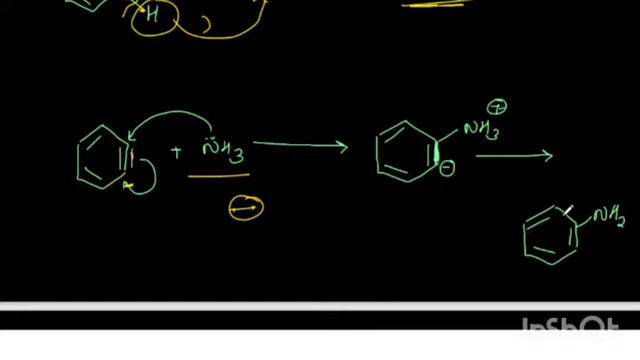 H
⊕
+ N̈H₃ NH₃
⊖ ⊖
NH₂
InShOt